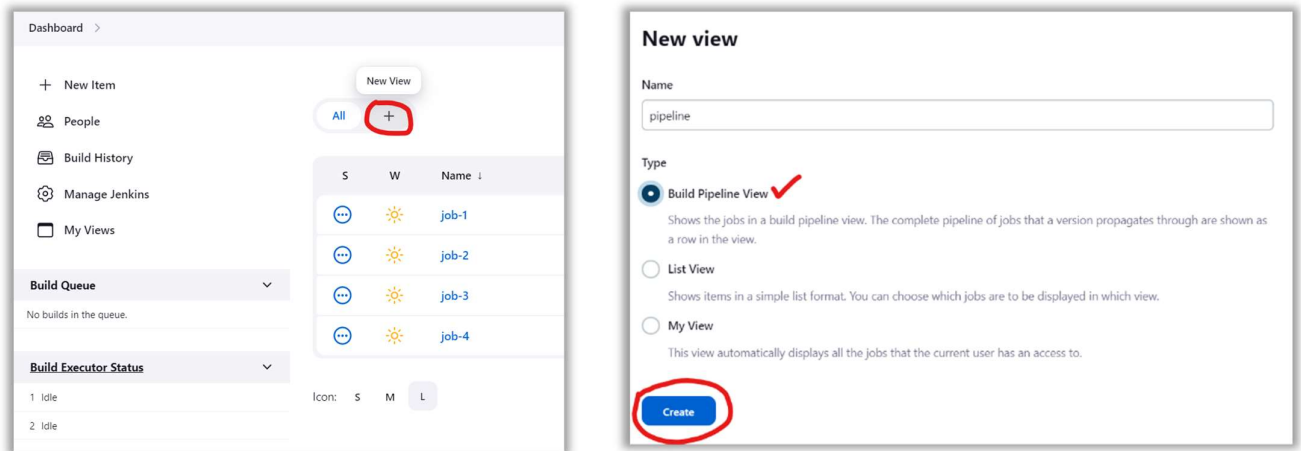 Dashboard >
New Item
People
Build History
Manage Jenkins
My Views
Build Queue
No builds in the queue.
Build Executor Status
1 Idle
2 Idle
New View
All +
S W Name ↓
job-1
job-2
job-3
job-4
Icon: S M L
New view
Name
pipeline
Type
Build Pipeline View
Shows the jobs in a build pipeline view. The complete pipeline of jobs that a version propagates through are shown as
a row in the view.
List View
Shows items in a simple list format. You can choose which jobs are to be displayed in which view.
My View
This view automatically displays all the jobs that the current user has an access to.
Create